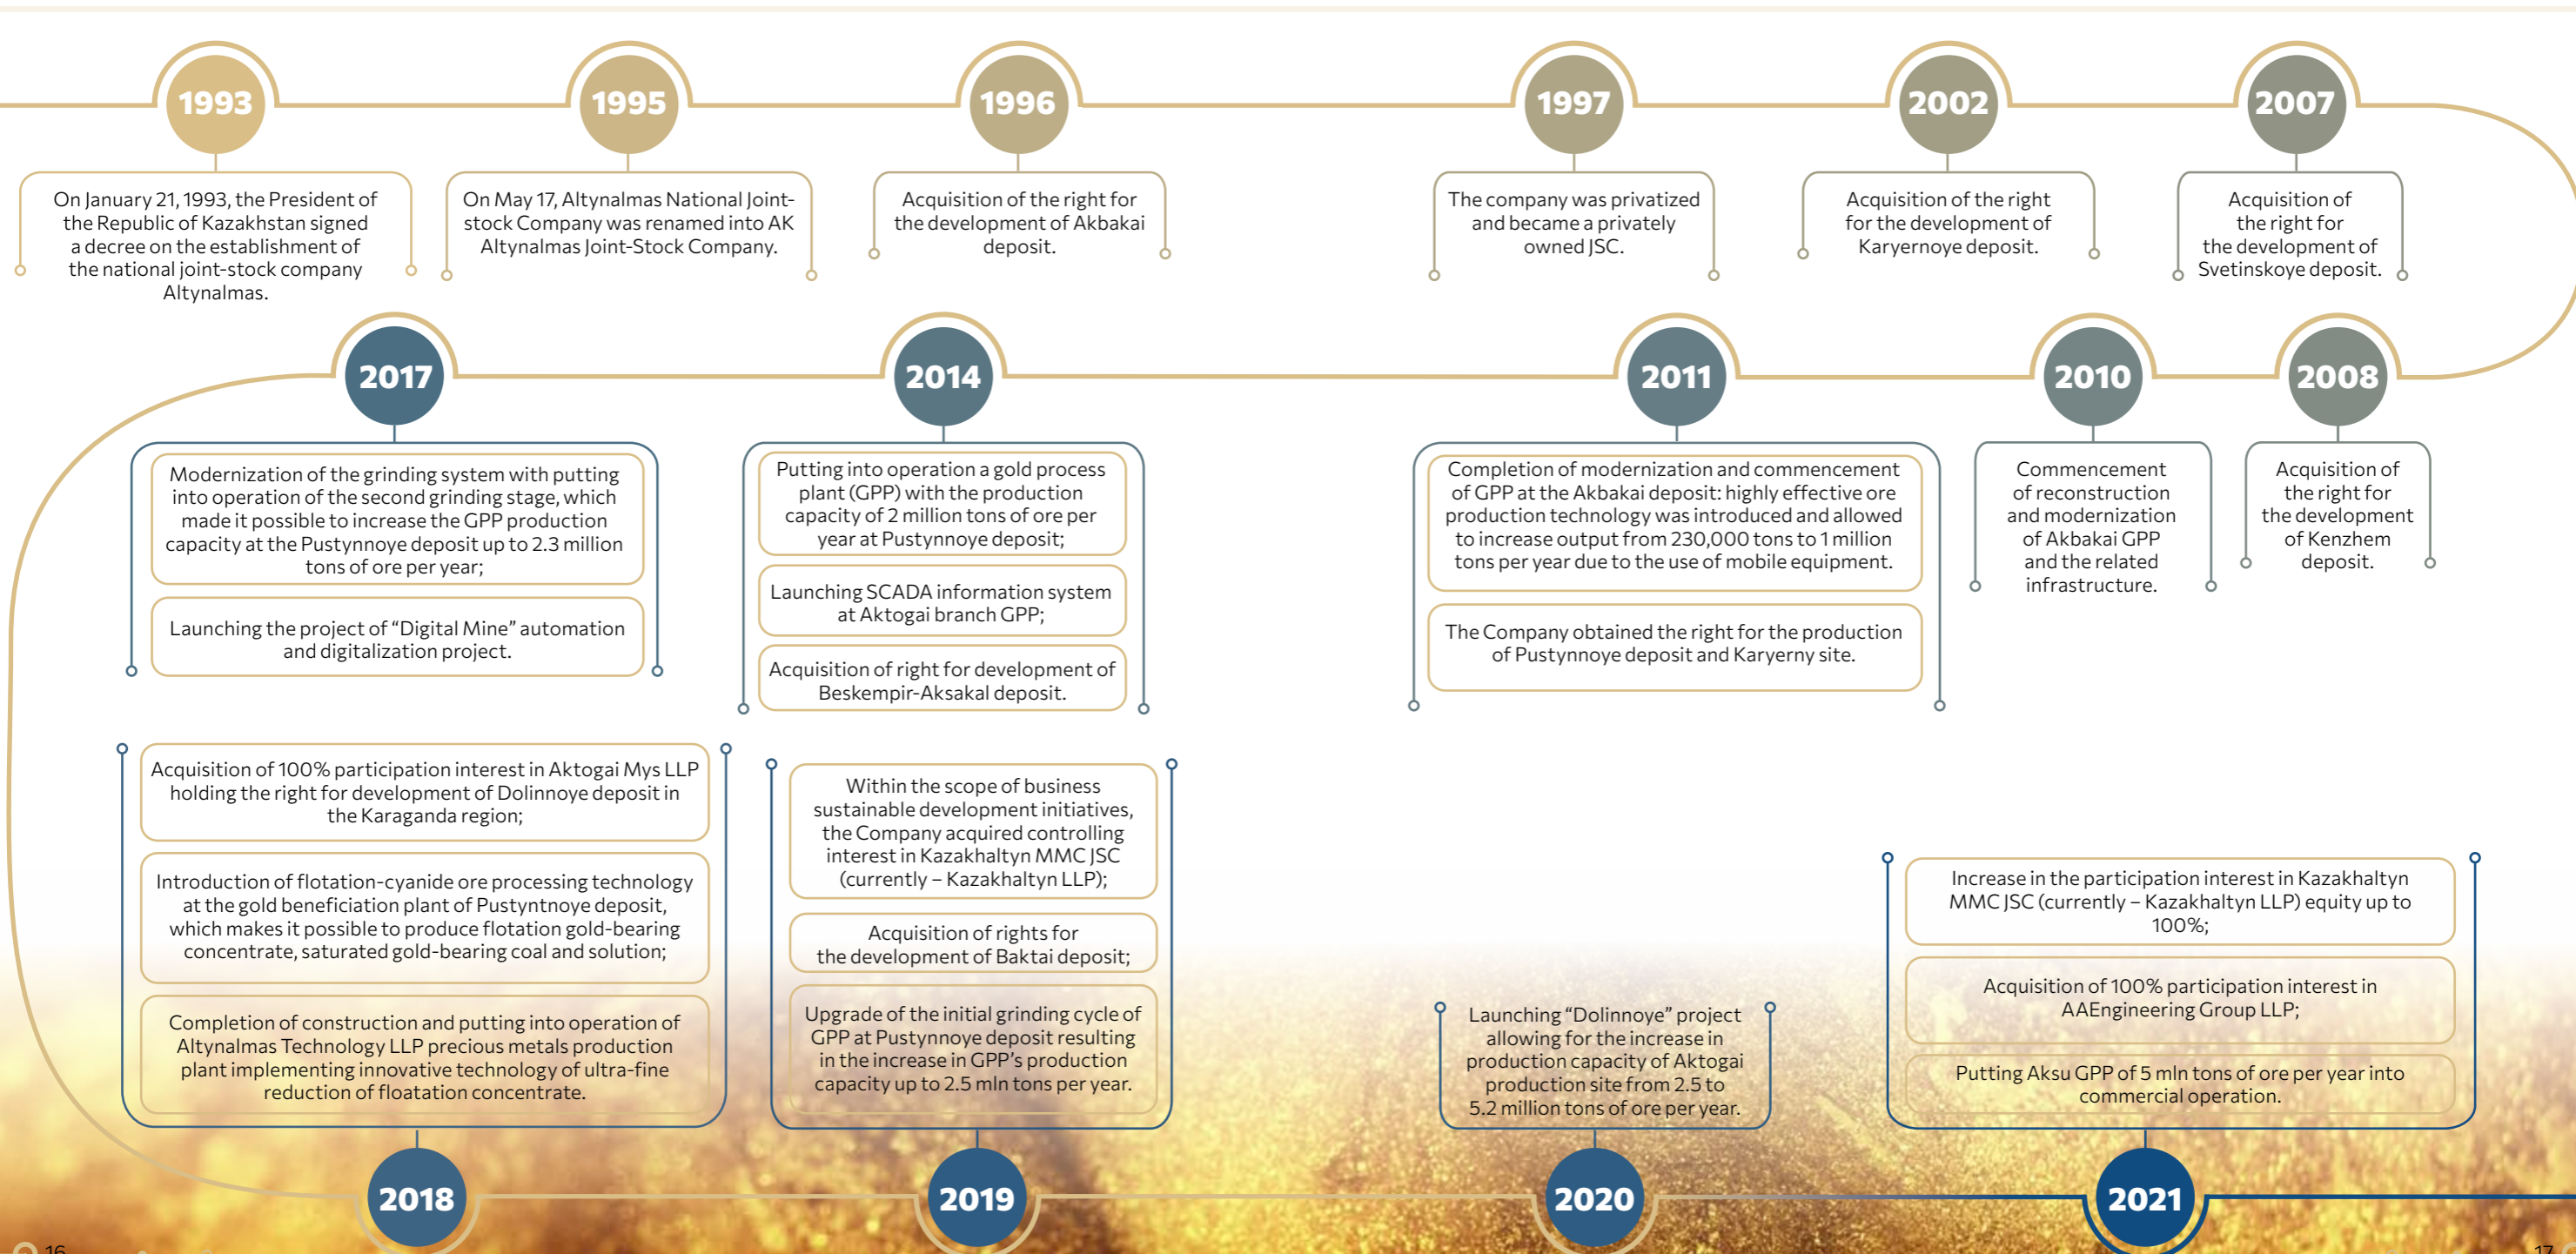 1993
On January 21, 1993, the President of
the Republic of Kazakhstan signed
a decree on the establishment of
the national joint-stock company
Altynalmas.
1995
On May 17, Altynalmas National Joint-
stock Company was renamed into AK
Altynalmas Joint-Stock Company.
1996
Acquisition of the right for
the development of Akbakai
deposit.
1997
The company was privatized
and became a privately
owned JSC.
2002
Acquisition of the right
for the development of
Karyernoye deposit.
2007
Acquisition of
the right for
the development of
Svetinskoye deposit.
2008
Acquisition of
the right for
the development
of Kenzhem
deposit.
2010
Commencement
of reconstruction
and modernization
of Akbakai GPP
and the related
infrastructure.
2011
Completion of modernization and commencement
of GPP at the Akbakai deposit: highly effective ore
production technology was introduced and allowed
to increase output from 230,000 tons to 1 million
tons per year due to the use of mobile equipment.
The Company obtained the right for the production
of Pustynnoye deposit and Karyerny site.
2014
Putting into operation a gold process
plant (GPP) with the production
capacity of 2 million tons of ore per
year at Pustynnoye deposit;
Launching SCADA information system
at Aktogai branch GPP;
Acquisition of right for development of
Beskempir-Aksakal deposit.
2017
Modernization of the grinding system with putting
into operation of the second grinding stage, which
made it possible to increase the GPP production
capacity at the Pustynnoye deposit up to 2.3 million
tons of ore per year;
Launching the project of “Digital Mine” automation
and digitalization project.
Acquisition of 100% participation interest in Aktogai Mys LLP
holding the right for development of Dolinnoye deposit in
the Karaganda region;
Introduction of flotation-cyanide ore processing technology
at the gold beneficiation plant of Pustyntnoye deposit,
which makes it possible to produce flotation gold-bearing
concentrate, saturated gold-bearing coal and solution;
Completion of construction and putting into operation of
Altynalmas Technology LLP precious metals production
plant implementing innovative technology of ultra-fine
reduction of floatation concentrate.
2018
Within the scope of business
sustainable development initiatives,
the Company acquired controlling
interest in Kazakhaltyn MMC JSC
(currently – Kazakhaltyn LLP);
Acquisition of rights for
the development of Baktai deposit;
Upgrade of the initial grinding cycle of
GPP at Pustynnoye deposit resulting
in the increase in GPP’s production
capacity up to 2.5 mln tons per year.
2019
Launching “Dolinnoye” project
allowing for the increase in
production capacity of Aktogai
production site from 2.5 to
5.2 million tons of ore per year.
2020
Increase in the participation interest in Kazakhaltyn
MMC JSC (currently – Kazakhaltyn LLP) equity up to
100%;
Acquisition of 100% participation interest in
AAEngineering Group LLP;
Putting Aksu GPP of 5 mln tons of ore per year into
commercial operation.
2021
16
17